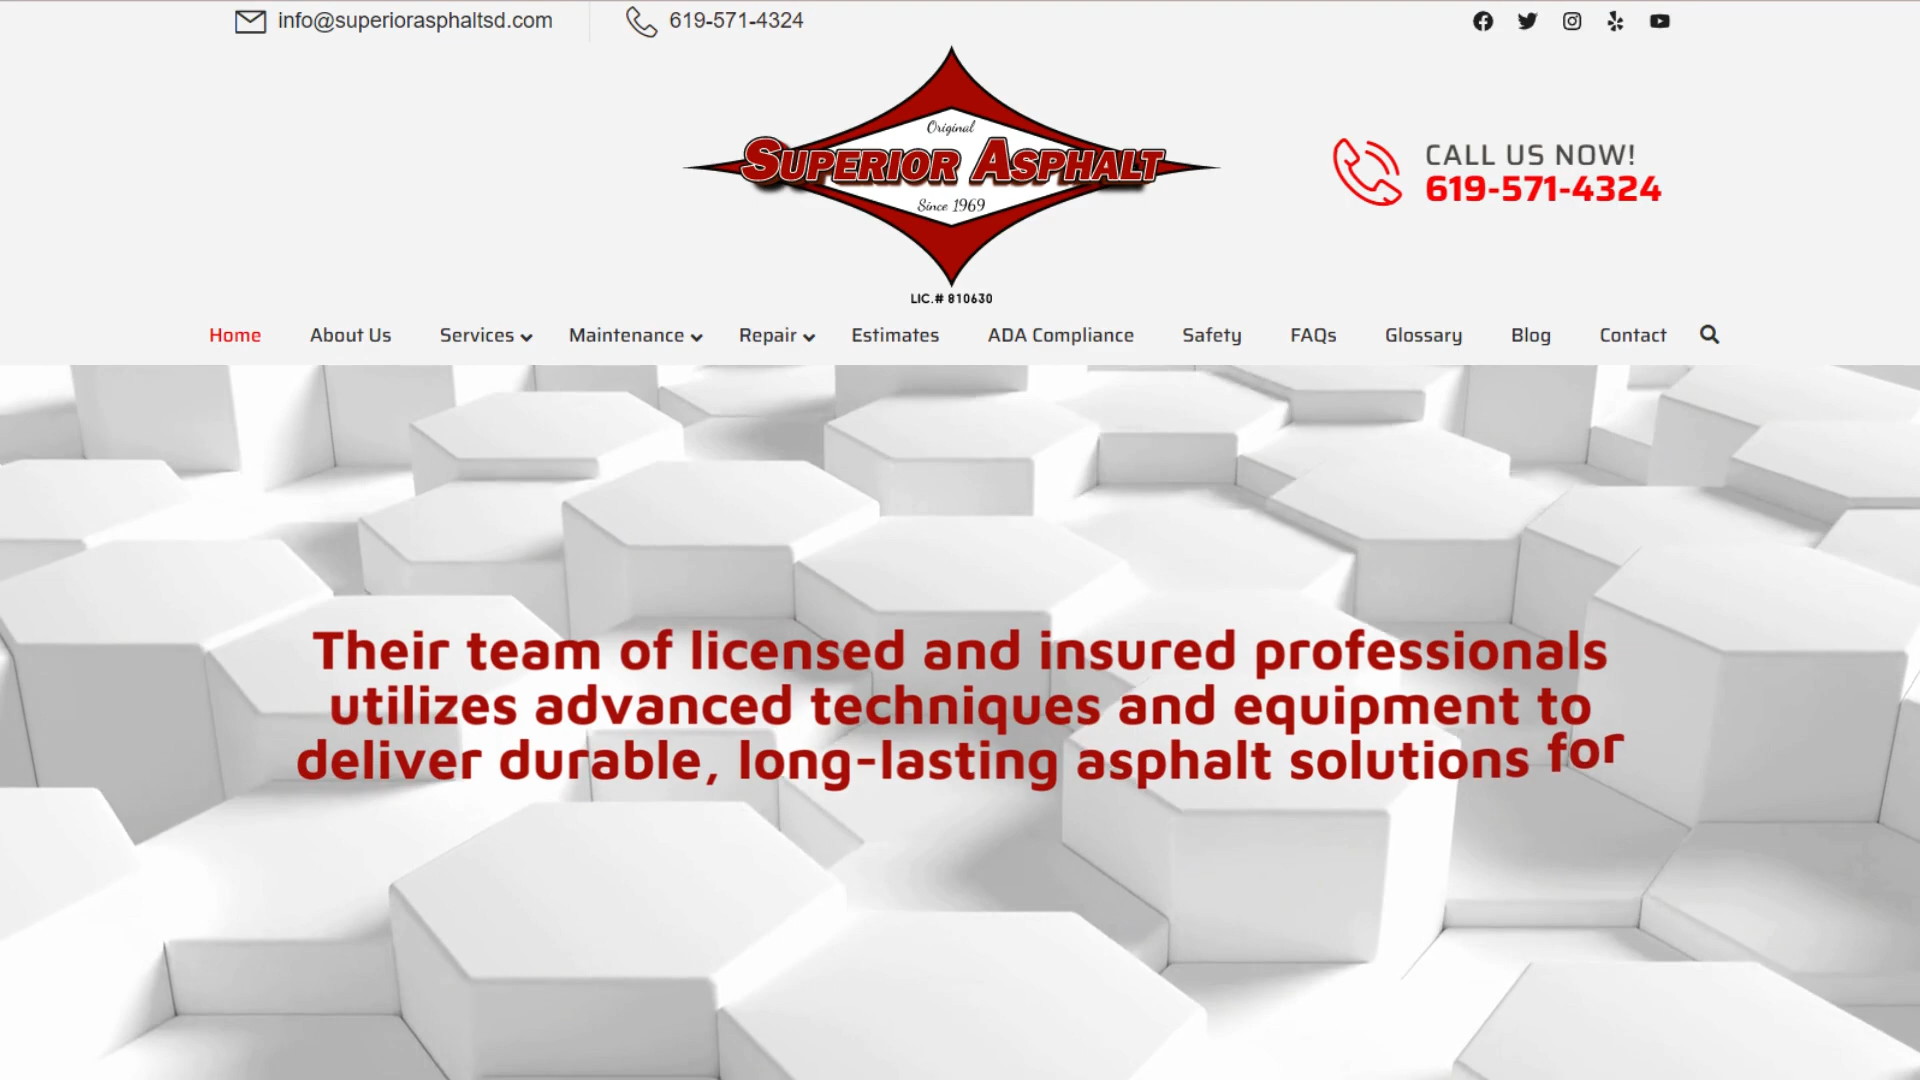 info@superiorasphaltsd.com
619-571-4324
Original
SUPERIOR ASPHALT
Since 1969
LIC.# 810630
CALL US NOW!
619-571-4324
Home About Us Services Maintenance Repair Estimates ADA Compliance Safety FAQs Glossary Blog Contact
Their team of licensed and insured professionals
utilizes advanced techniques and equipment to
deliver durable, long-lasting asphalt solutions for